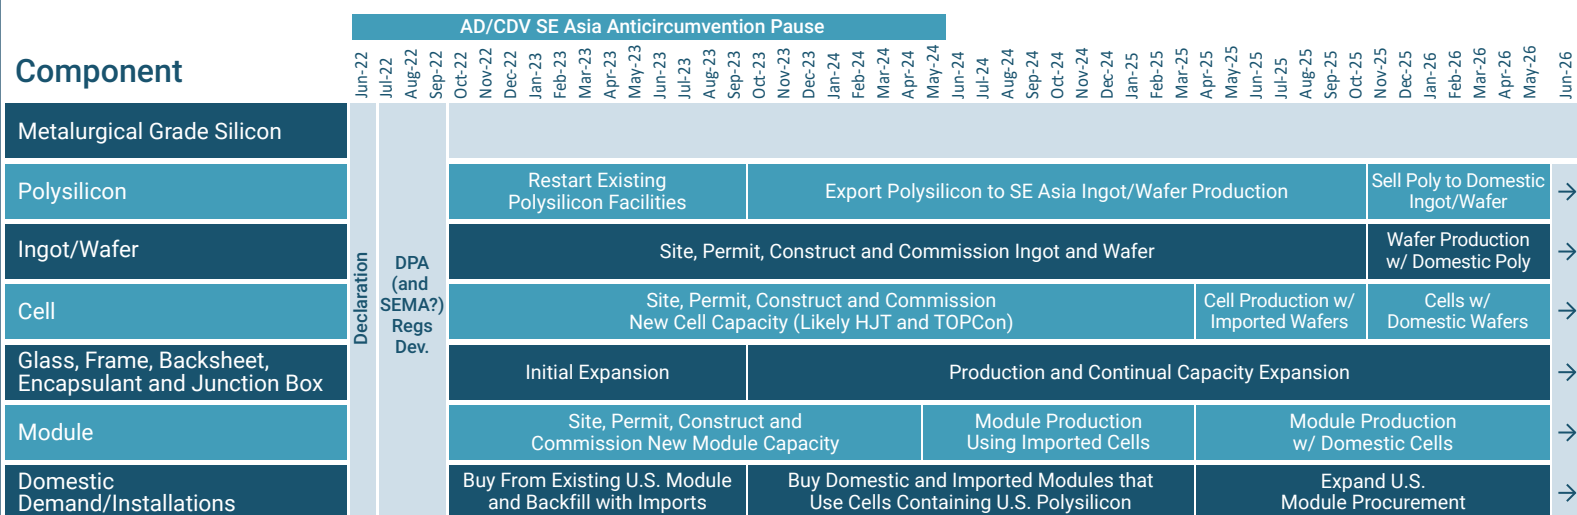 AD/CDV SE Asia Anticircumvention Pause
Component
Jun-22
Jul-22
Aug-22
Sep-22
Oct-22
Nov-22
Dec-22
Jan-23
Feb-23
Mar-23
Apr-23
May-23
Jun-23
Jul-23
Aug-23
Sep-23
Oct-23
Nov-23
Dec-23
Jan-24
Feb-24
Mar-24
Apr-24
May-24
Jun-24
Jul-24
Aug-24
Sep-24
Oct-24
Nov-24
Dec-24
Jan-25
Feb-25
Mar-25
Apr-25
May-25
Jun-25
Jul-25
Aug-25
Sep-25
Oct-25
Nov-25
Dec-25
Jan-26
Feb-26
Mar-26
Apr-26
May-26
Jun-26
Declaration
DPA
(and
SEMA?)
Regs
Dev.
Metalurgical Grade Silicon
Polysilicon
Restart Existing
Polysilicon Facilities
Export Polysilicon to SE Asia Ingot/Wafer Production
Sell Poly to Domestic
Ingot/Wafer
→
Ingot/Wafer
Site, Permit, Construct and Commission Ingot and Wafer
Wafer Production
w/ Domestic Poly
→
Cell
Site, Permit, Construct and Commission
New Cell Capacity (Likely HJT and TOPCon)
Cell Production w/
Imported Wafers
Cells w/
Domestic Wafers
→
Glass, Frame, Backsheet,
Encapsulant and Junction Box
Initial Expansion
Production and Continual Capacity Expansion
→
Module
Site, Permit, Construct and
Commission New Module Capacity
Module Production
Using Imported Cells
Module Production
w/ Domestic Cells
→
Domestic
Demand/Installations
Buy From Existing U.S. Module
and Backfill with Imports
Buy Domestic and Imported Modules that
Use Cells Containing U.S. Polysilicon
Expand U.S.
Module Procurement
→